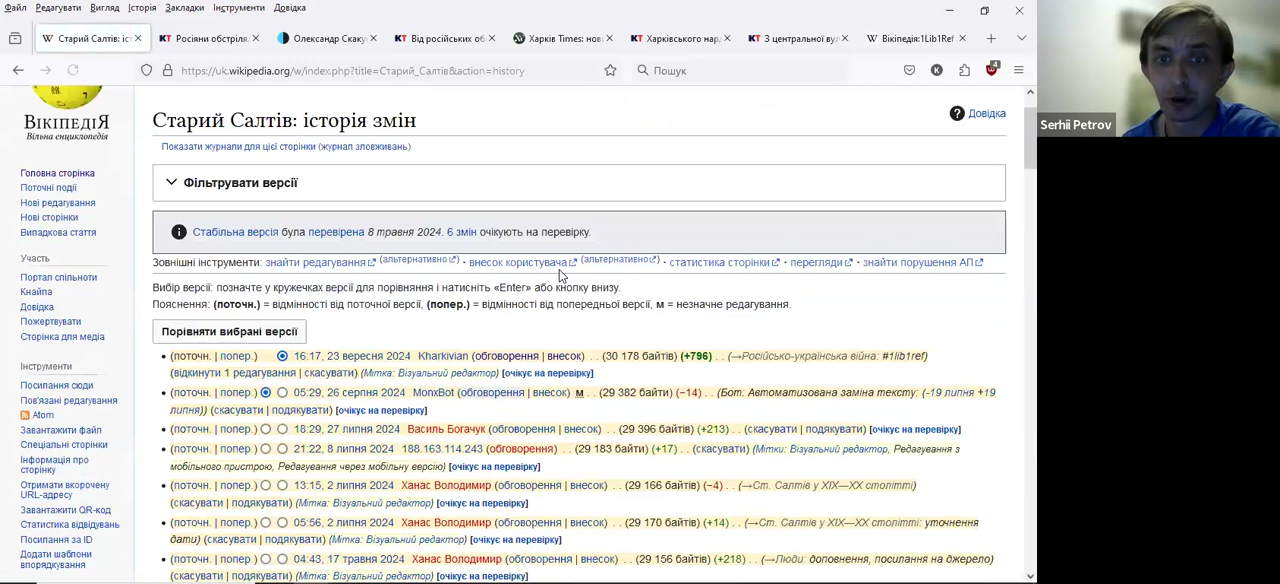 Файл Редагувати Вигляд Історія Закладки Інструменти Довідка
Старий Салтів: іс
Росіяни обстріля
Олександр Скаку
Від російських об
Харків Times: нов
Харківського нар
З центральної ву
Вікіпедія:1Lib1Ref
https://uk.wikipedia.org/w/index.php?title=Старий_Салтів&action=history
Пошук
4
Serhii Petrov
ВІКІПЕДІЯ
Вільна енциклопедія
Головна сторінка
Поточні події
Нові редагування
Нові сторінки
Випадкова стаття
Участь
Портал спільноти
Кнайпа
Довідка
Пожертвувати
Сторінка для медіа
Інструменти
Посилання сюди
Пов'язані редагування
Atom
Завантажити файл
Спеціальні сторінки
Інформація про
сторінку
Отримати вкорочену
URL-адресу
Завантажити QR-код
Статистика відвідувань
Посилання за ID
Додати шаблони
впорядкування
Старий Салтів: історія змін
Довідка
Показати журнали для цієї сторінки (журнал зловживань)
Фільтрувати версії
Стабільна версія була перевірена 8 травня 2024. 6 змін очікують на перевірку.
Зовнішні інструменти: знайти редагування (альтернативно) · внесок користувача (альтернативно) · статистика сторінки · перегляди · знайти порушення АП
Вибір версії: позначте у кружечках версії для порівняння і натисніть «Enter» або кнопку внизу.
Пояснення: (поточн.) = відмінності від поточної версії, (попер.) = відмінності від попередньої версії, м = незначне редагування.
Порівняти вибрані версії
(поточн. | попер.) 16:17, 23 вересня 2024 Kharkivian (обговорення | внесок) . . (30 178 байтів) (+796) . . (→Російсько-українська війна: #1lib1ref)
(відкинути 1 редагування | скасувати) (Мітка: Візуальний редактор) [очікує на перевірку]
(поточн. | попер.) 05:29, 26 серпня 2024 MonxBot (обговорення | внесок) м . . (29 382 байти) (−14) . . (Бот: Автоматизована заміна тексту: (-19 липня +19
липня)) (скасувати | подякувати) [очікує на перевірку]
(поточн. | попер.) 18:29, 27 липня 2024 Василь Богачук (обговорення | внесок) . . (29 396 байтів) (+213) . . (скасувати | подякувати) [очікує на перевірку]
(поточн. | попер.) 21:22, 8 липня 2024 188.163.114.243 (обговорення) . . (29 183 байти) (+17) . . (скасувати) (Мітки: Візуальний редактор, Редагування з
мобільного пристрою, Редагування через мобільну версію) [очікує на перевірку]
(поточн. | попер.) 13:15, 2 липня 2024 Ханас Володимир (обговорення | внесок) . . (29 166 байтів) (−4) . . (→Ст. Салтів у XIX—XX столітті)
(скасувати | подякувати) (Мітка: Візуальний редактор) [очікує на перевірку]
(поточн. | попер.) 05:56, 2 липня 2024 Ханас Володимир (обговорення | внесок) . . (29 170 байтів) (+14) . . (→Ст. Салтів у XIX—XX столітті: уточнення
дати) (скасувати | подякувати) (Мітка: Візуальний редактор) [очікує на перевірку]
(поточн. | попер.) 04:43, 17 травня 2024 Ханас Володимир (обговорення | внесок) . . (29 156 байтів) (+218) . . (→Люди: доповнення, посилання на джерело)
(скасувати | подякувати) (Мітка: Візуальний редактор) [очікує на перевірку]